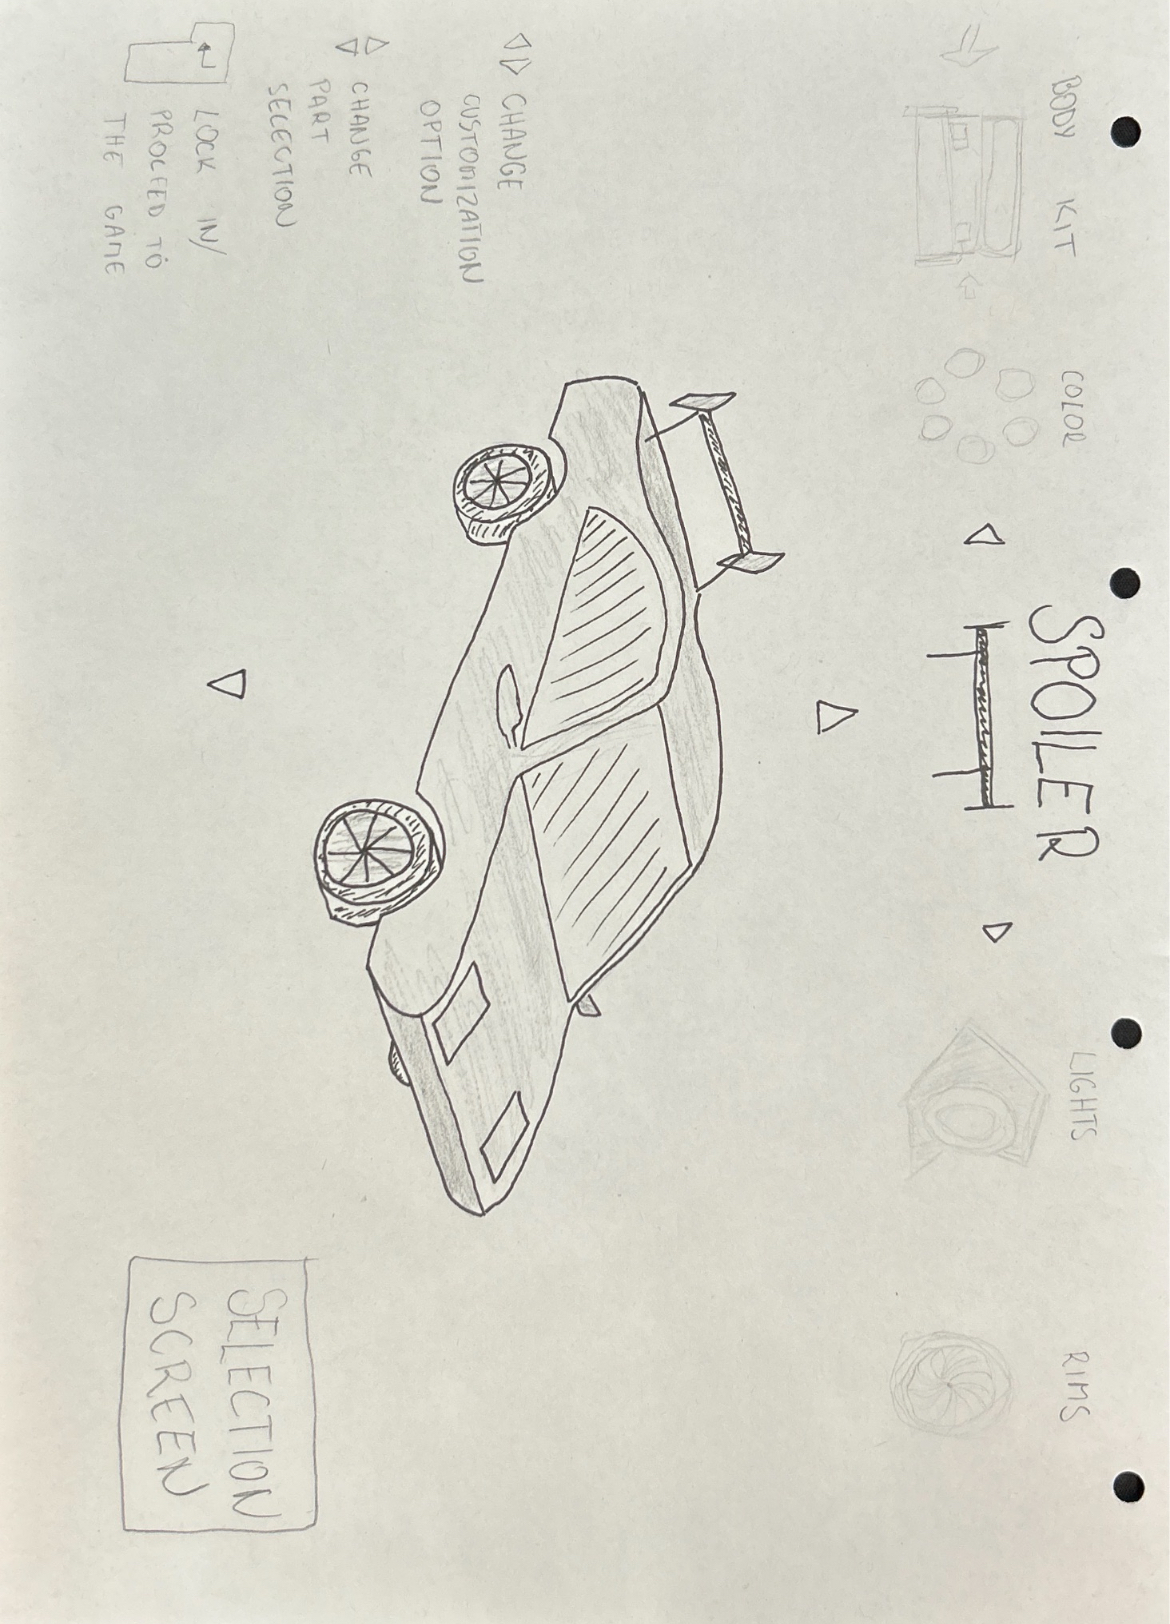 BODY KIT
COLOR
SPOILER
LIGHTS
RIMS
CHANGE
CUSTOMIZATION
OPTION
CHANGE
PART
SELECTION
LOCK IN/
PROCEED TO
THE GAME
SELECTION
SCREEN